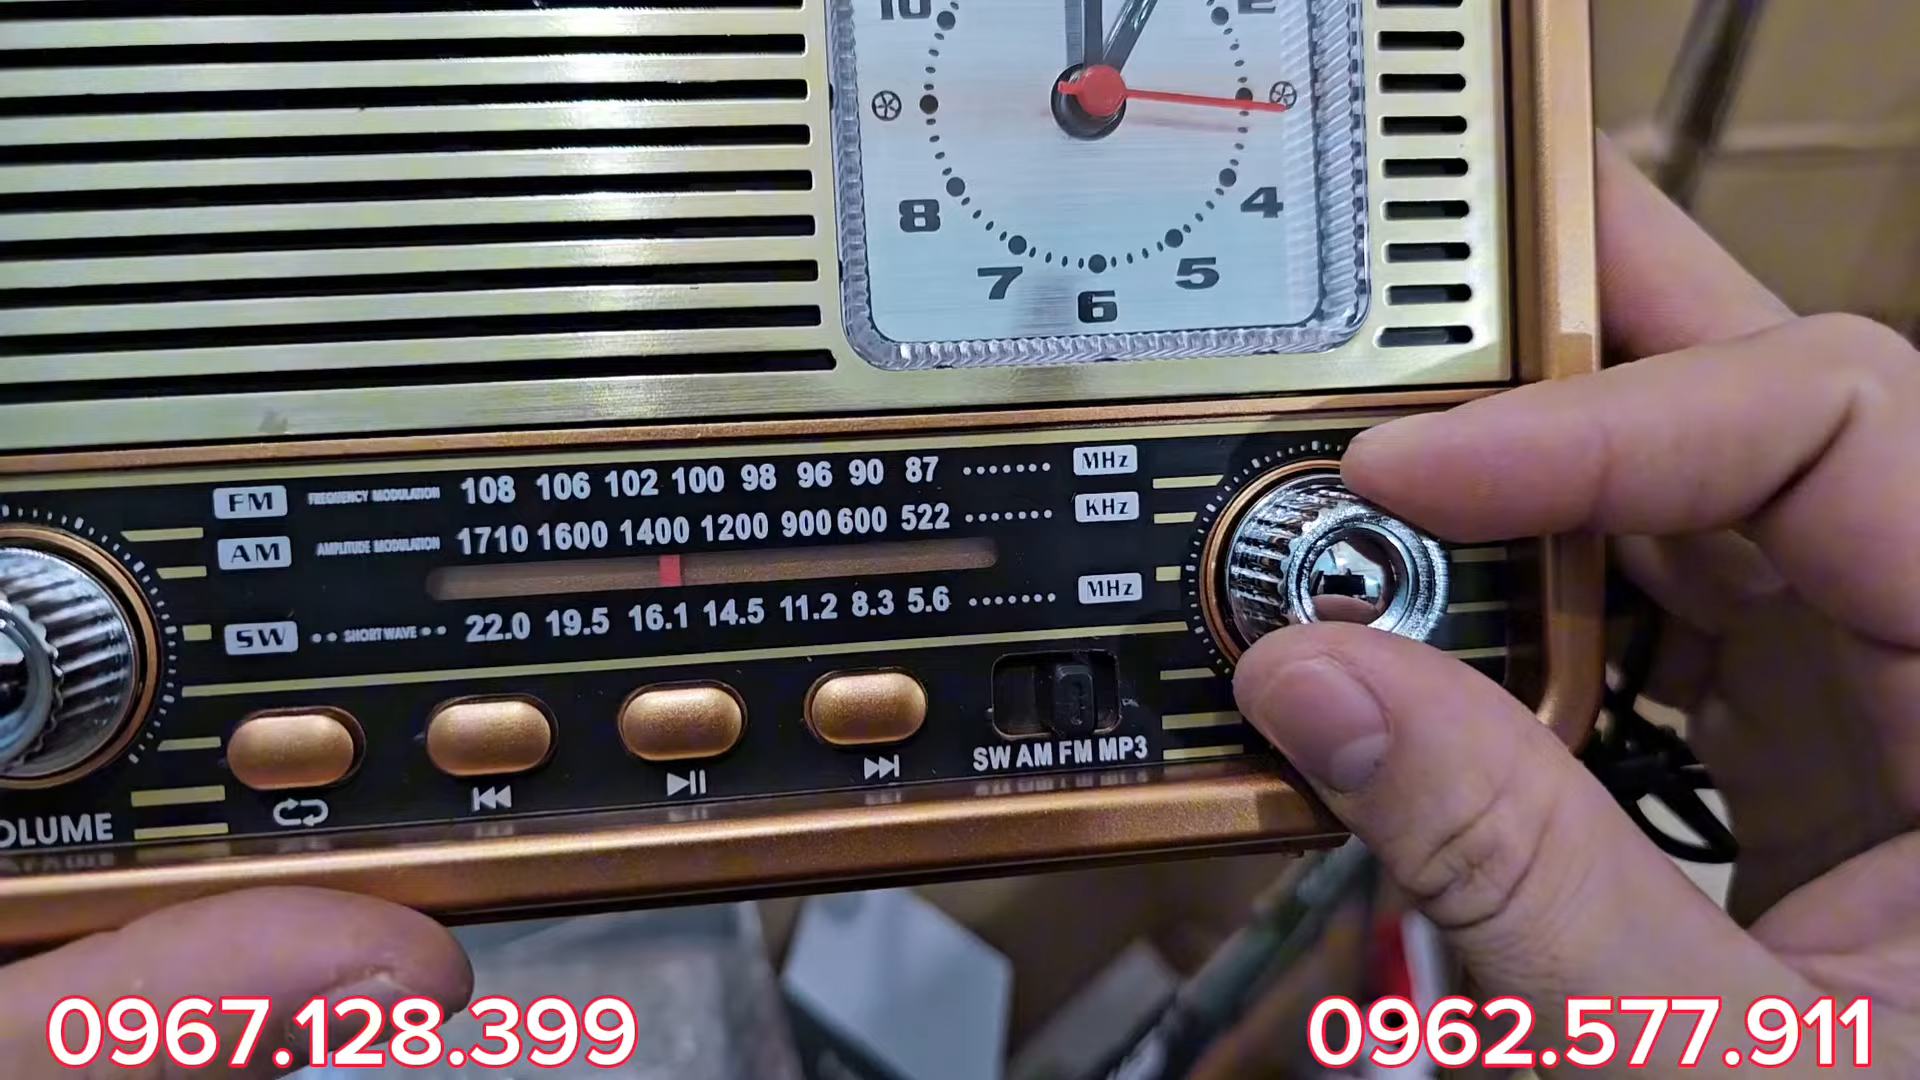 10 2
8 4
7 5
6
FM FREQUENCY MODULATION 108 106 102 100 98 96 90 87 ······· MHz
AM AMPLITUDE MODULATION 1710 1600 1400 1200 900 600 522 ······· KHz
SW •• SHORT WAVE •• 22.0 19.5 16.1 14.5 11.2 8.3 5.6 ······· MHz
SW AM FM MP3
OLUME
0967.128.399
0962.577.911